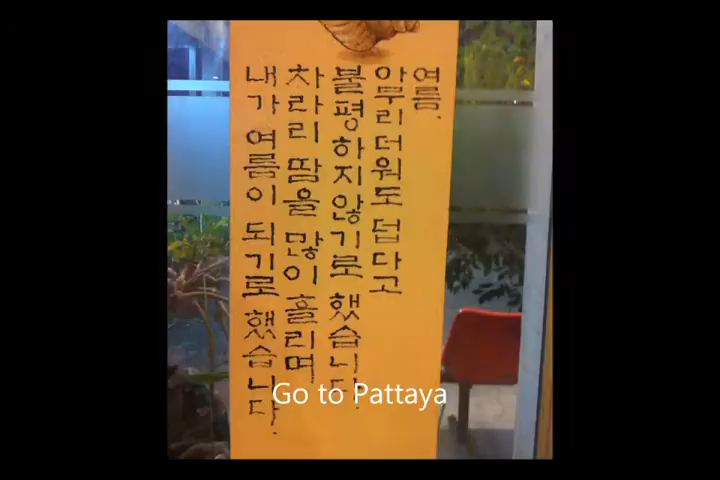 여름.
아무리 더워도 덥다고
불평하지 않기로 했습니다.
차라리 땀을 많이 흘리며
내가 여름이 되기로 했습니다.
Go to Pattaya